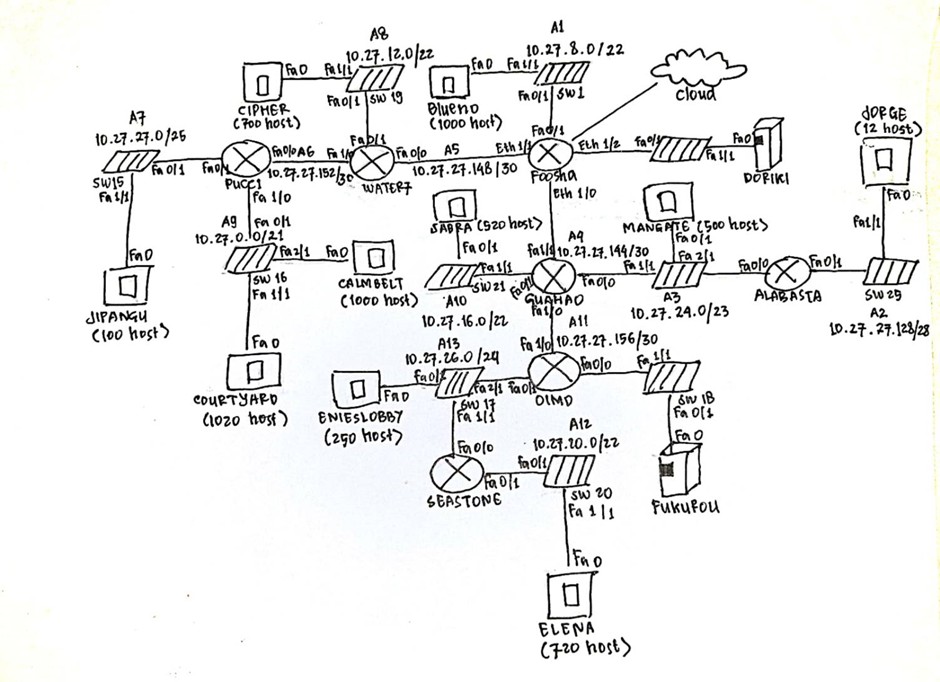 A8
10.27.12.0/22
Fa0
Fa1/1
CIPHER
(700 host)
Fa0/1
SW 19
A1
10.27.8.0/22
Fa0
Fa1/1
BLUENO
(1000 host)
Fa0/1
SW1
Cloud
A7
10.27.27.0/25
SW15
Fa0/1
Fa1/1
Fa0/1
PUCCI
Fa0/0
A6
Fa1/0
10.27.27.152/30
Fa0/1
WATER7
Fa0/0
A5
10.27.27.148/30
Eth 1/1
Fa0/1
Foosha
Eth 1/2
Eth 1/0
Fa0/1
Fa1/1
Fa0
DORIKI
JORGE
(12 host)
Fa0
Fa1/1
Fa 1/0
Fa 0/1
A9
10.27.0.0/21
Fa2/1
Fa0
SW 16
Fa 1/1
CALMBELT
(1000 host)
Fa0
JIPANGU
(100 host)
Fa 0
COURTYARD
(1020 host)
JABRA (520 host)
Fa0/1
Fa1/1
SW21
A10
10.27.16.0/22
Fa1/1
A4
10.27.27.144/30
Fa0/1
GUAHAO
Fa0/0
Fa1/0
MANGATE (500 host)
Fa0/1
Fa1/1
Fa 2/1
A3
10.27.24.0/23
Fa0/0
Fa0/1
ALABASTA
SW 25
A2
10.27.27.128/28
A11
Fa 1/0
10.27.27.156/30
A13
10.27.26.0/24
Fa0/1
Fa2/1
Fa0/1
Fa0/0
Fa 1/1
OIMO
SW 17
Fa 1/1
SW 18
Fa 0/1
Fa0
ENIESLOBBY
(250 host)
Fa0
FUKUROU
Fa0/0
Fa0/1
SEASTONE
A12
10.27.20.0/22
Fa0/1
SW 20
Fa 1/1
Fa 0
ELENA
(720 host)